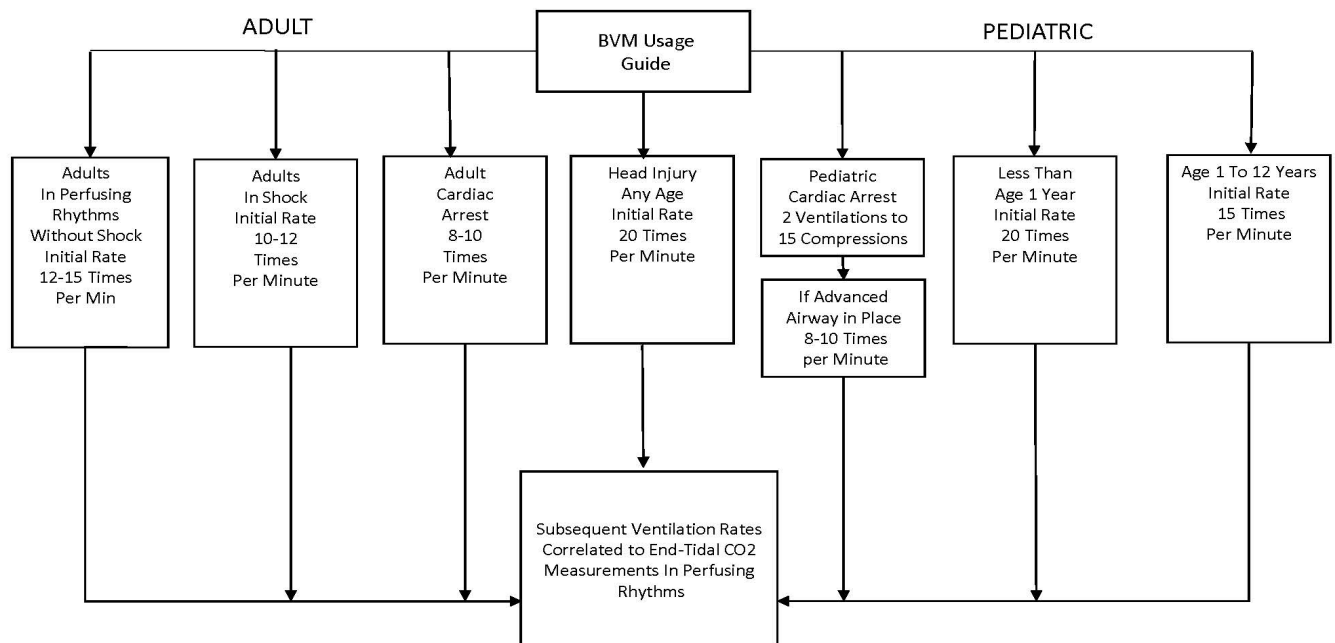 ADULT
BVM Usage
Guide
PEDIATRIC
Adults
In Perfusing
Rhythms
Without Shock
Initial Rate
12-15 Times
Per Min
Adults
In Shock
Initial Rate
10-12
Times
Per Minute
Adult
Cardiac
Arrest
8-10
Times
Per Minute
Head Injury
Any Age
Initial Rate
20 Times
Per Minute
Pediatric
Cardiac Arrest
2 Ventilations to
15 Compressions
If Advanced
Airway in Place
8-10 Times
per Minute
Less Than
Age 1 Year
Initial Rate
20 Times
Per Minute
Age 1 To 12 Years
Initial Rate
15 Times
Per Minute
Subsequent Ventilation Rates
Correlated to End-Tidal CO2
Measurements In Perfusing
Rhythms